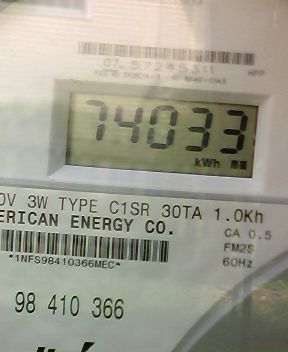 07 57245311
74033
kWh
0V 3W TYPE C1SR 30TA 1.0Kh
ERICAN ENERGY CO.
CA 0.5
FM2S
60Hz
*1NFS98410366MEC*
98 410 366